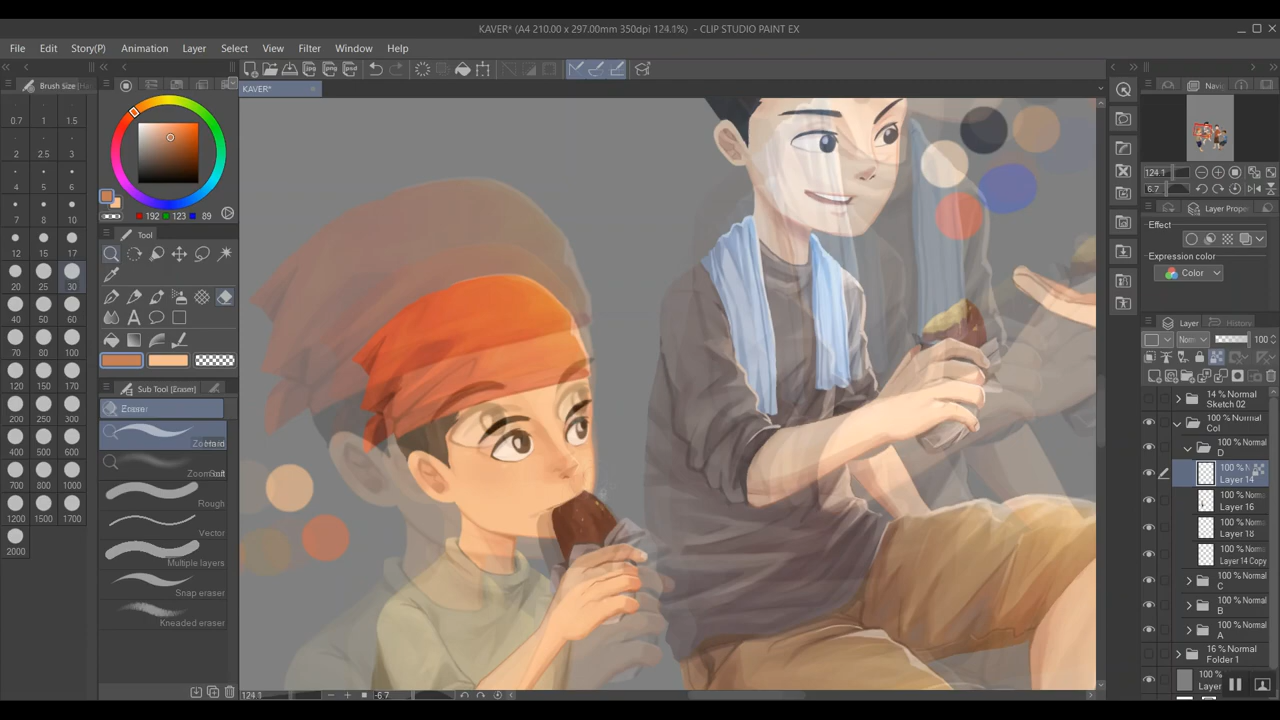 KAVER* (A4 210.00 x 297.00mm 350dpi 124.1%) - CLIP STUDIO PAINT EX
File Edit Story(P) Animation Layer Select View Filter Window Help
Brush size
KAVER*
0.7 1 1.5
2 2.5 3
4 5 6
7 8 10
12 15 17
20 25 30
40 50 60
70 80 100
120 150 170
200 250 300
400 500 600
700 800 1000
1200 1500 1700
2000
192 123 89
Tool
Sub Tool [Eraser]
Eraser
Rough
Vector
Multiple layers
Snap eraser
Kneaded eraser
124.1
-6.7
124.1
6.7
Layer Prope
Effect
Expression color
Color
Layer History
100
14 % Normal
Sketch 02
100 % Normal
Col
100 % Normal
D
Layer 14
Layer 16
Layer 18
Layer 14 Copy
100 % Normal
C
100 % Normal
B
100 % Normal
A
16 % Normal
Folder 1
100 %
Layer